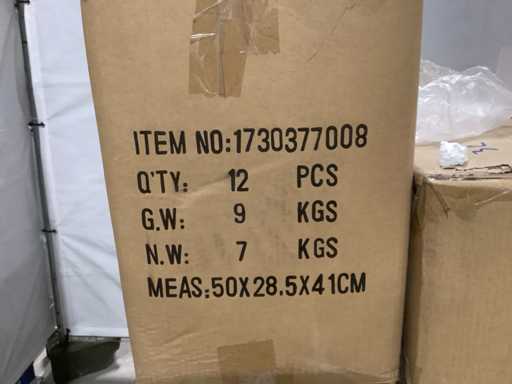 ITEM NO:1730377008
Q'TY: 12 PCS
G.W: 9 KGS
N.W: 7 KGS
MEAS:50X28.5X41CM